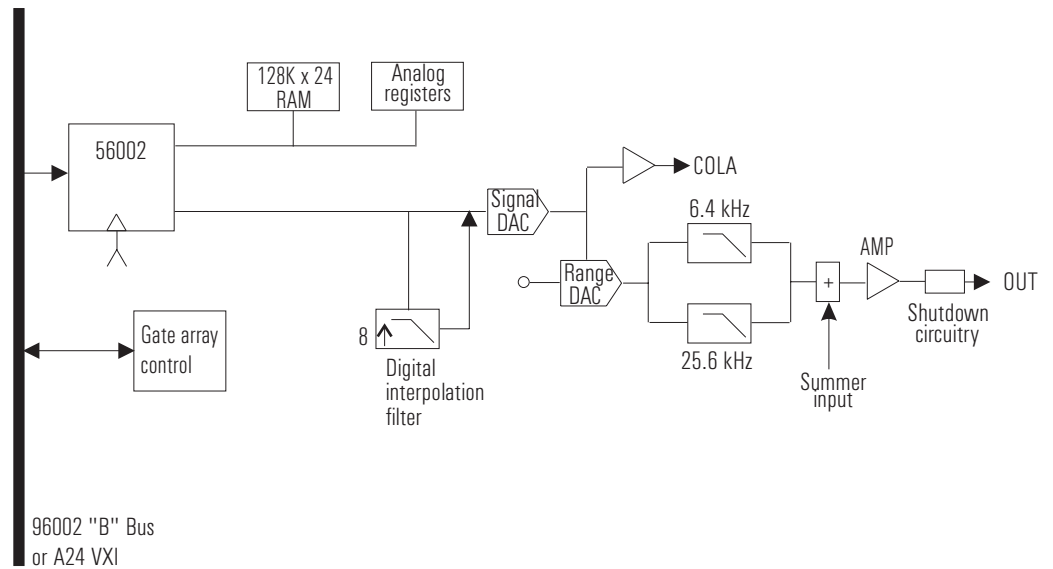 128K x 24
RAM
Analog
registers
56002
Signal
DAC
COLA
6.4 kHz
Range
DAC
AMP
+
OUT
Shutdown
circuitry
Gate array
control
8
Digital
interpolation
filter
25.6 kHz
Summer
input
96002 "B" Bus
or A24 VXI